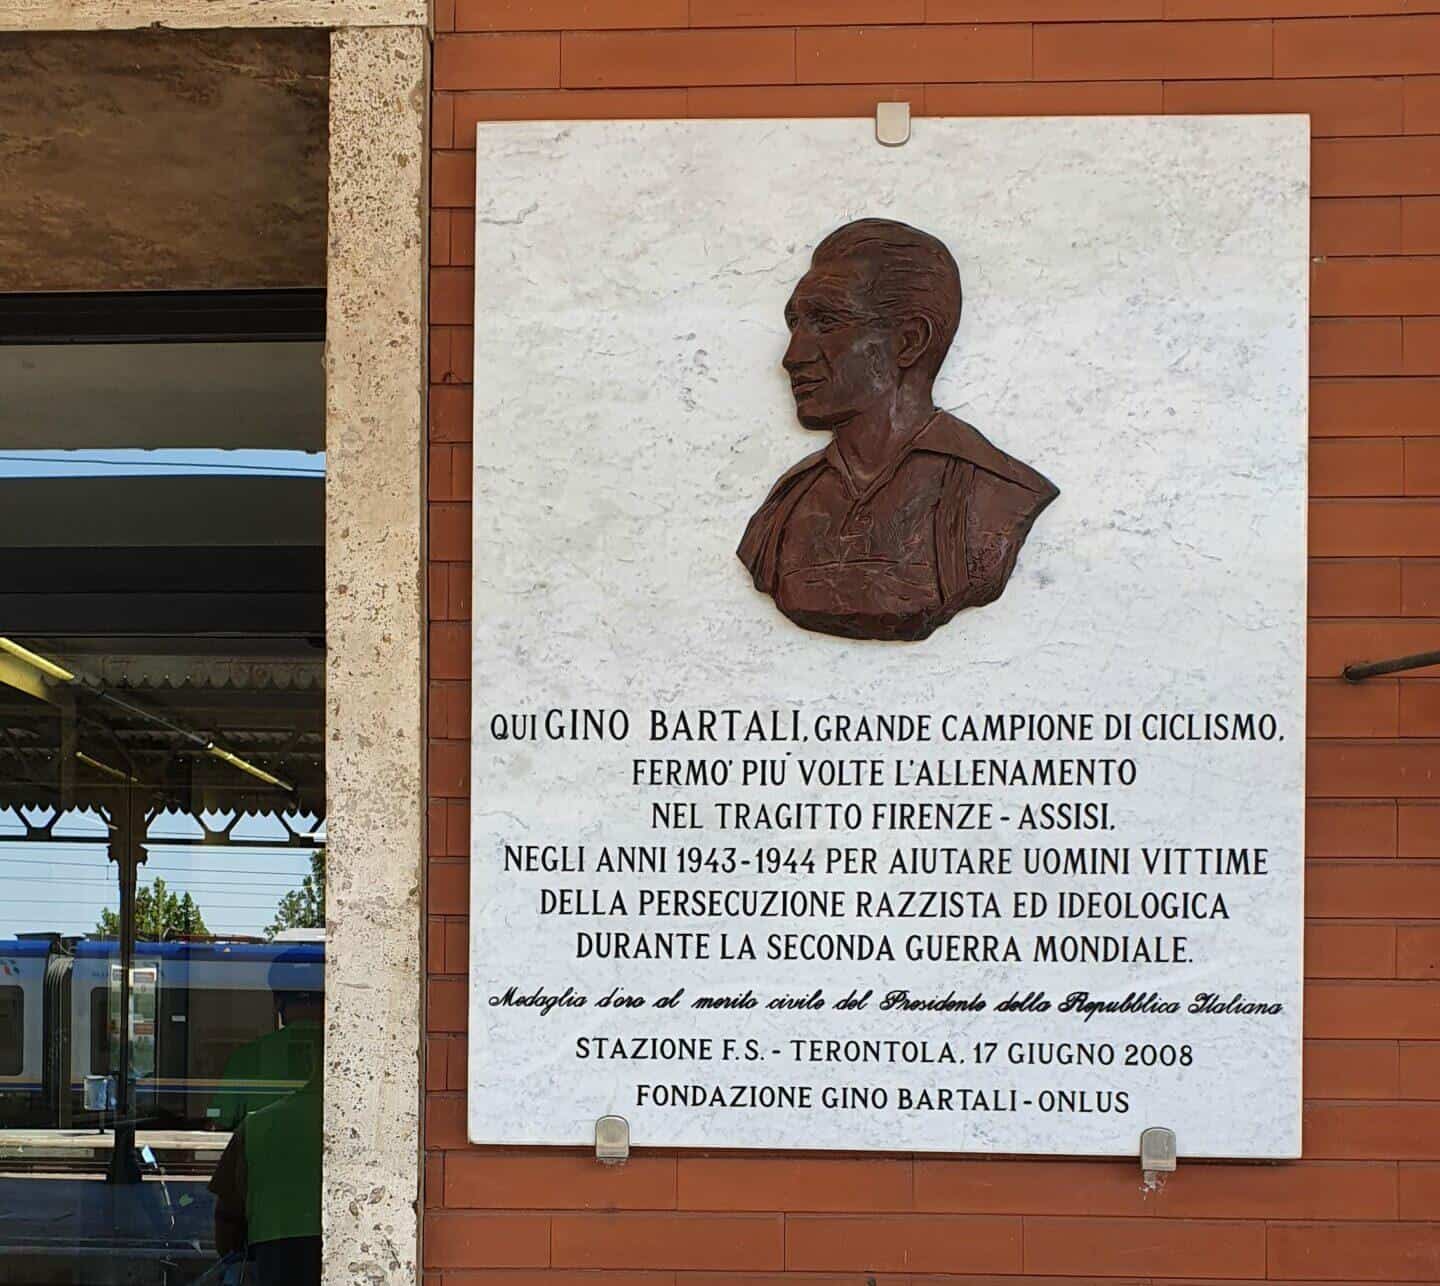 QUI GINO BARTALI, GRANDE CAMPIONE DI CICLISMO,
FERMO' PIU' VOLTE L'ALLENAMENTO
NEL TRAGITTO FIRENZE - ASSISI,
NEGLI ANNI 1943-1944 PER AIUTARE UOMINI VITTIME
DELLA PERSECUZIONE RAZZISTA ED IDEOLOGICA
DURANTE LA SECONDA GUERRA MONDIALE.
Medaglia d'oro al merito civile del Presidente della Repubblica Italiana
STAZIONE F.S. - TERONTOLA, 17 GIUGNO 2008
FONDAZIONE GINO BARTALI - ONLUS